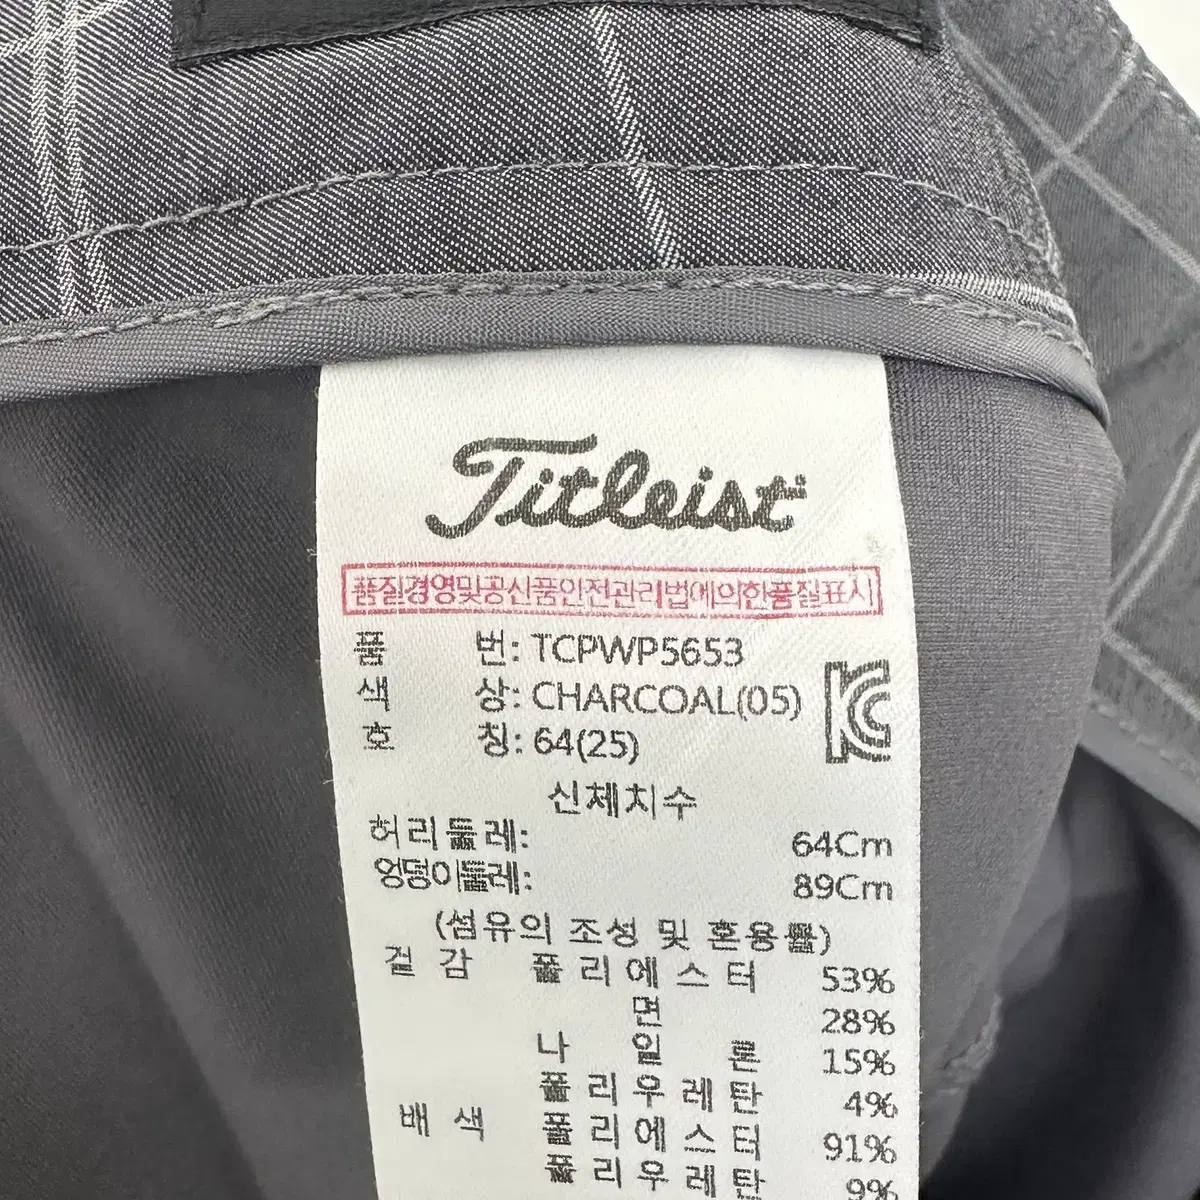 Titleist
품질경영및공산품안전관리법에의한품질표시
품 번: TCPWP5653
색 상: CHARCOAL(05)
호 칭: 64(25)
신체치수
허리둘레: 64Cm
엉덩이둘레: 89Cm
(섬유의 조성 및 혼용률)
겉감 폴리에스터 53%
면 28%
나일론 15%
폴리우레탄 4%
배색 폴리에스터 91%
폴리우레탄 9%